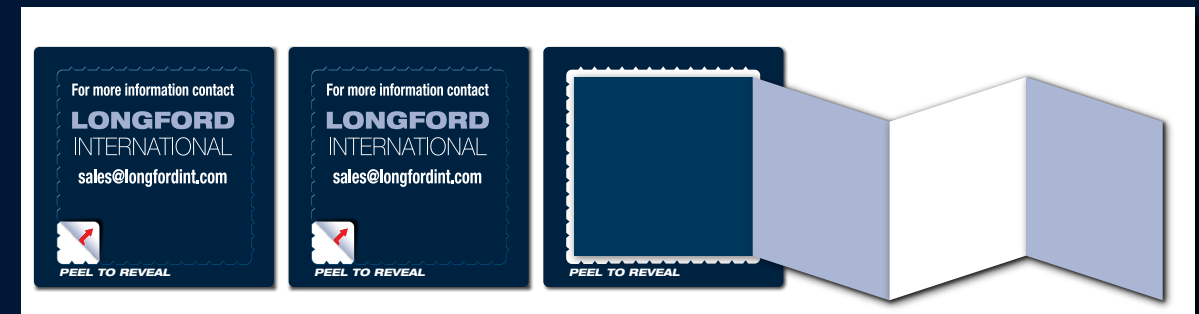 For more information contact
LONGFORD
INTERNATIONAL
sales@longfordint.com
PEEL TO REVEAL
For more information contact
LONGFORD
INTERNATIONAL
sales@longfordint.com
PEEL TO REVEAL
PEEL TO REVEAL